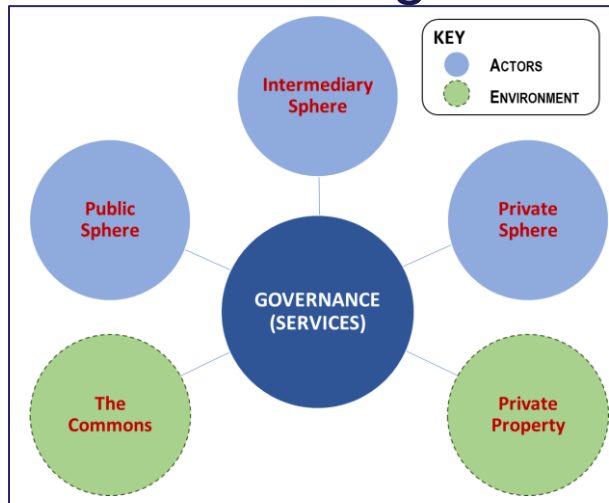 KEY
ACTORS
ENVIRONMENT
Intermediary
Sphere
Public
Sphere
Private
Sphere
GOVERNANCE
(SERVICES)
The
Commons
Private
Property